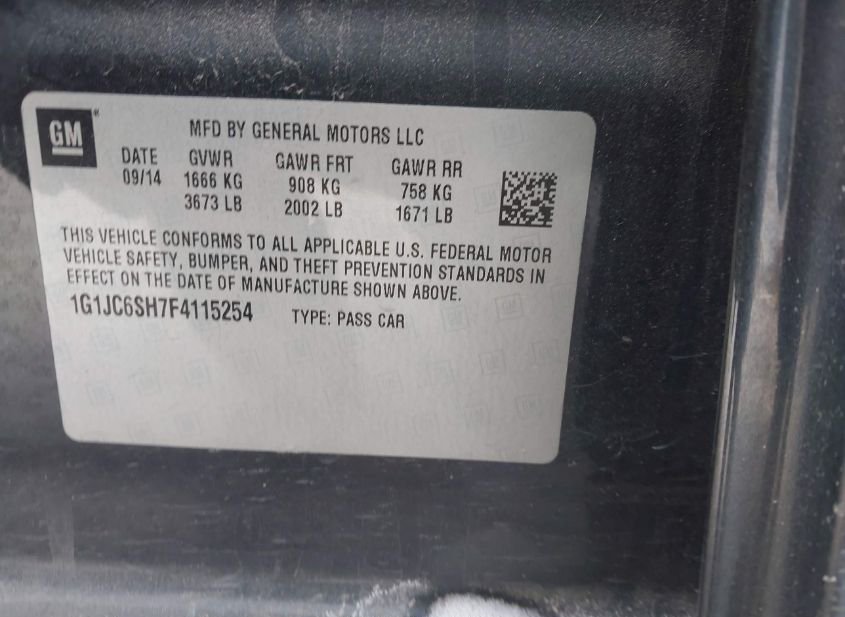 GM
MFD BY GENERAL MOTORS LLC
DATE GVWR GAWR FRT GAWR RR
09/14 1666 KG 908 KG 758 KG
3673 LB 2002 LB 1671 LB
THIS VEHICLE CONFORMS TO ALL APPLICABLE U.S. FEDERAL MOTOR
VEHICLE SAFETY, BUMPER, AND THEFT PREVENTION STANDARDS IN
EFFECT ON THE DATE OF MANUFACTURE SHOWN ABOVE.
1G1JC6SH7F4115254 TYPE: PASS CAR